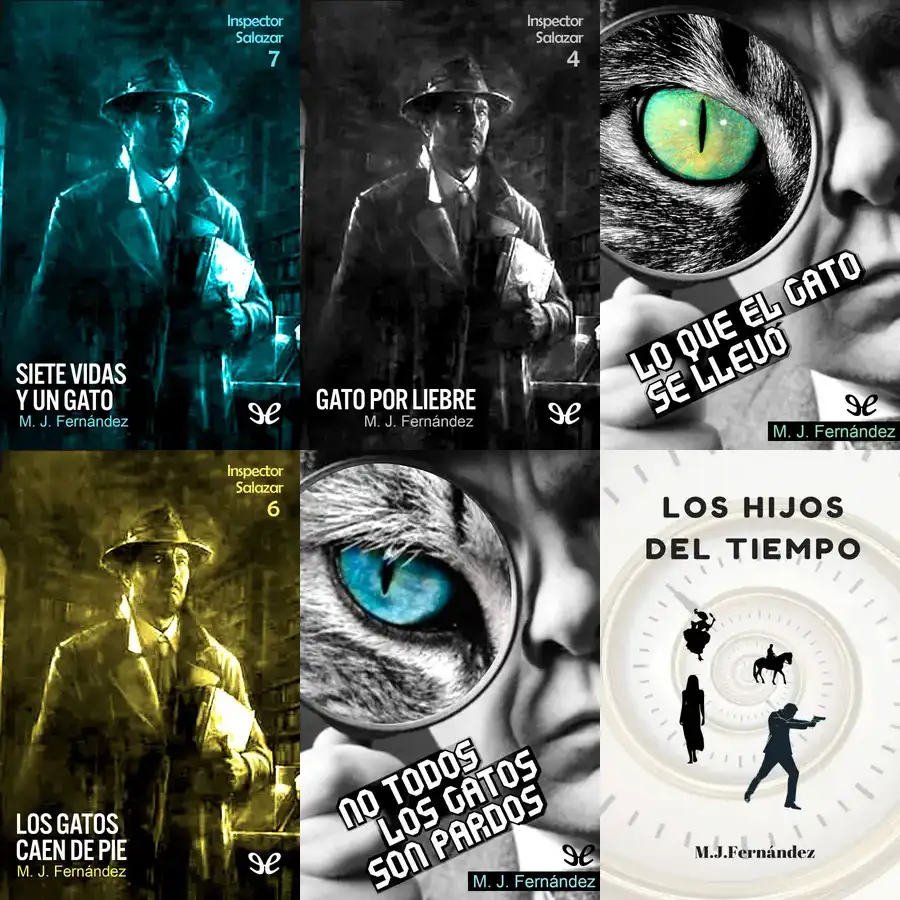 Inspector
Salazar
7
SIETE VIDAS
Y UN GATO
M. J. Fernández
Inspector
Salazar
4
GATO POR LIEBRE
M. J. Fernández
LO QUE EL GATO
SE LLEVÓ
M. J. Fernández
Inspector
Salazar
6
LOS GATOS
CAEN DE PIE
M. J. Fernández
NO TODOS
LOS GATOS
SON PARDOS
M. J. Fernández
LOS HIJOS
DEL TIEMPO
M.J.Fernández